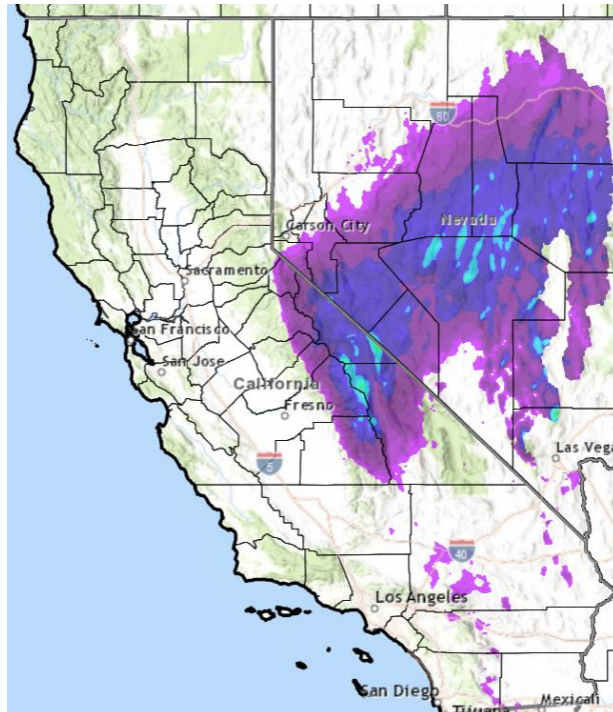 80
Carson City
Nevada
Sacramento
San Francisco
San Jose
California
Fresno
5
Las Vega
40
Los Angeles
San Diego
Tijuana
Mexicali